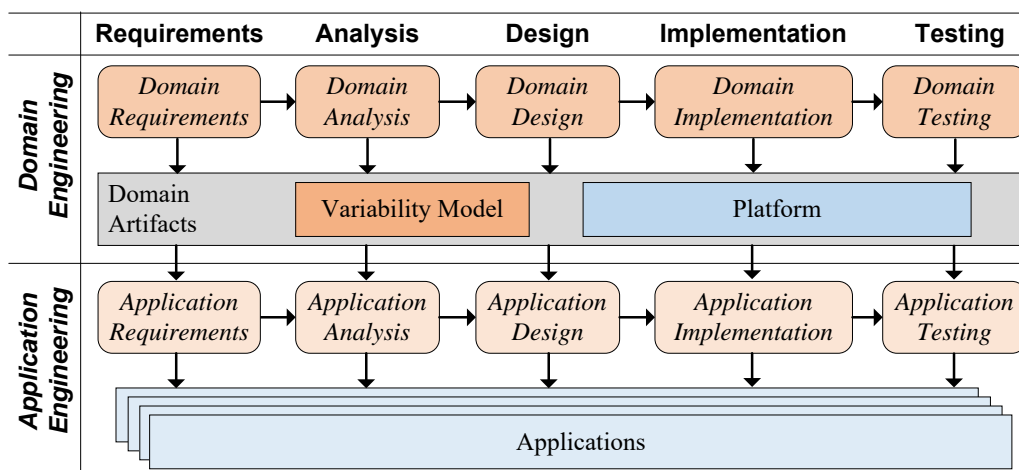 Requirements Analysis Design Implementation Testing
Domain
Engineering
Domain Domain Domain Domain Domain
Requirements Analysis Design Implementation Testing
Domain
Artifacts
Variability Model
Platform
Application
Engineering
Application Application Application Application Application
Requirements Analysis Design Implementation Testing
Applications